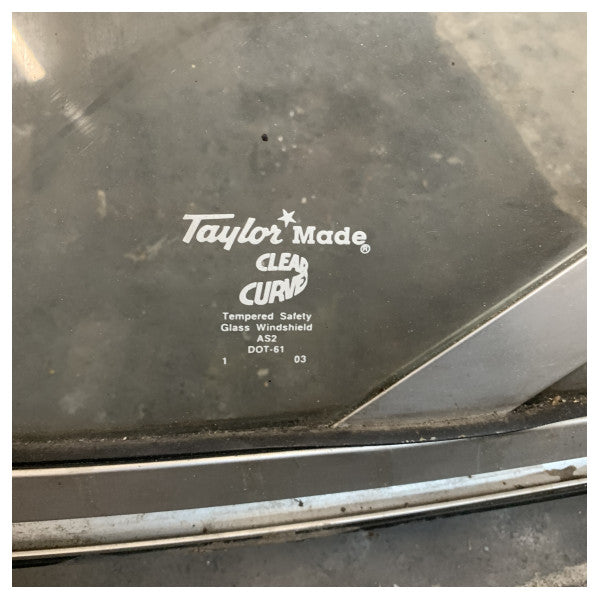 Taylor Made®
CLEAR
CURVE
Tempered Safety
Glass Windshield
AS2
DOT-61
1 03